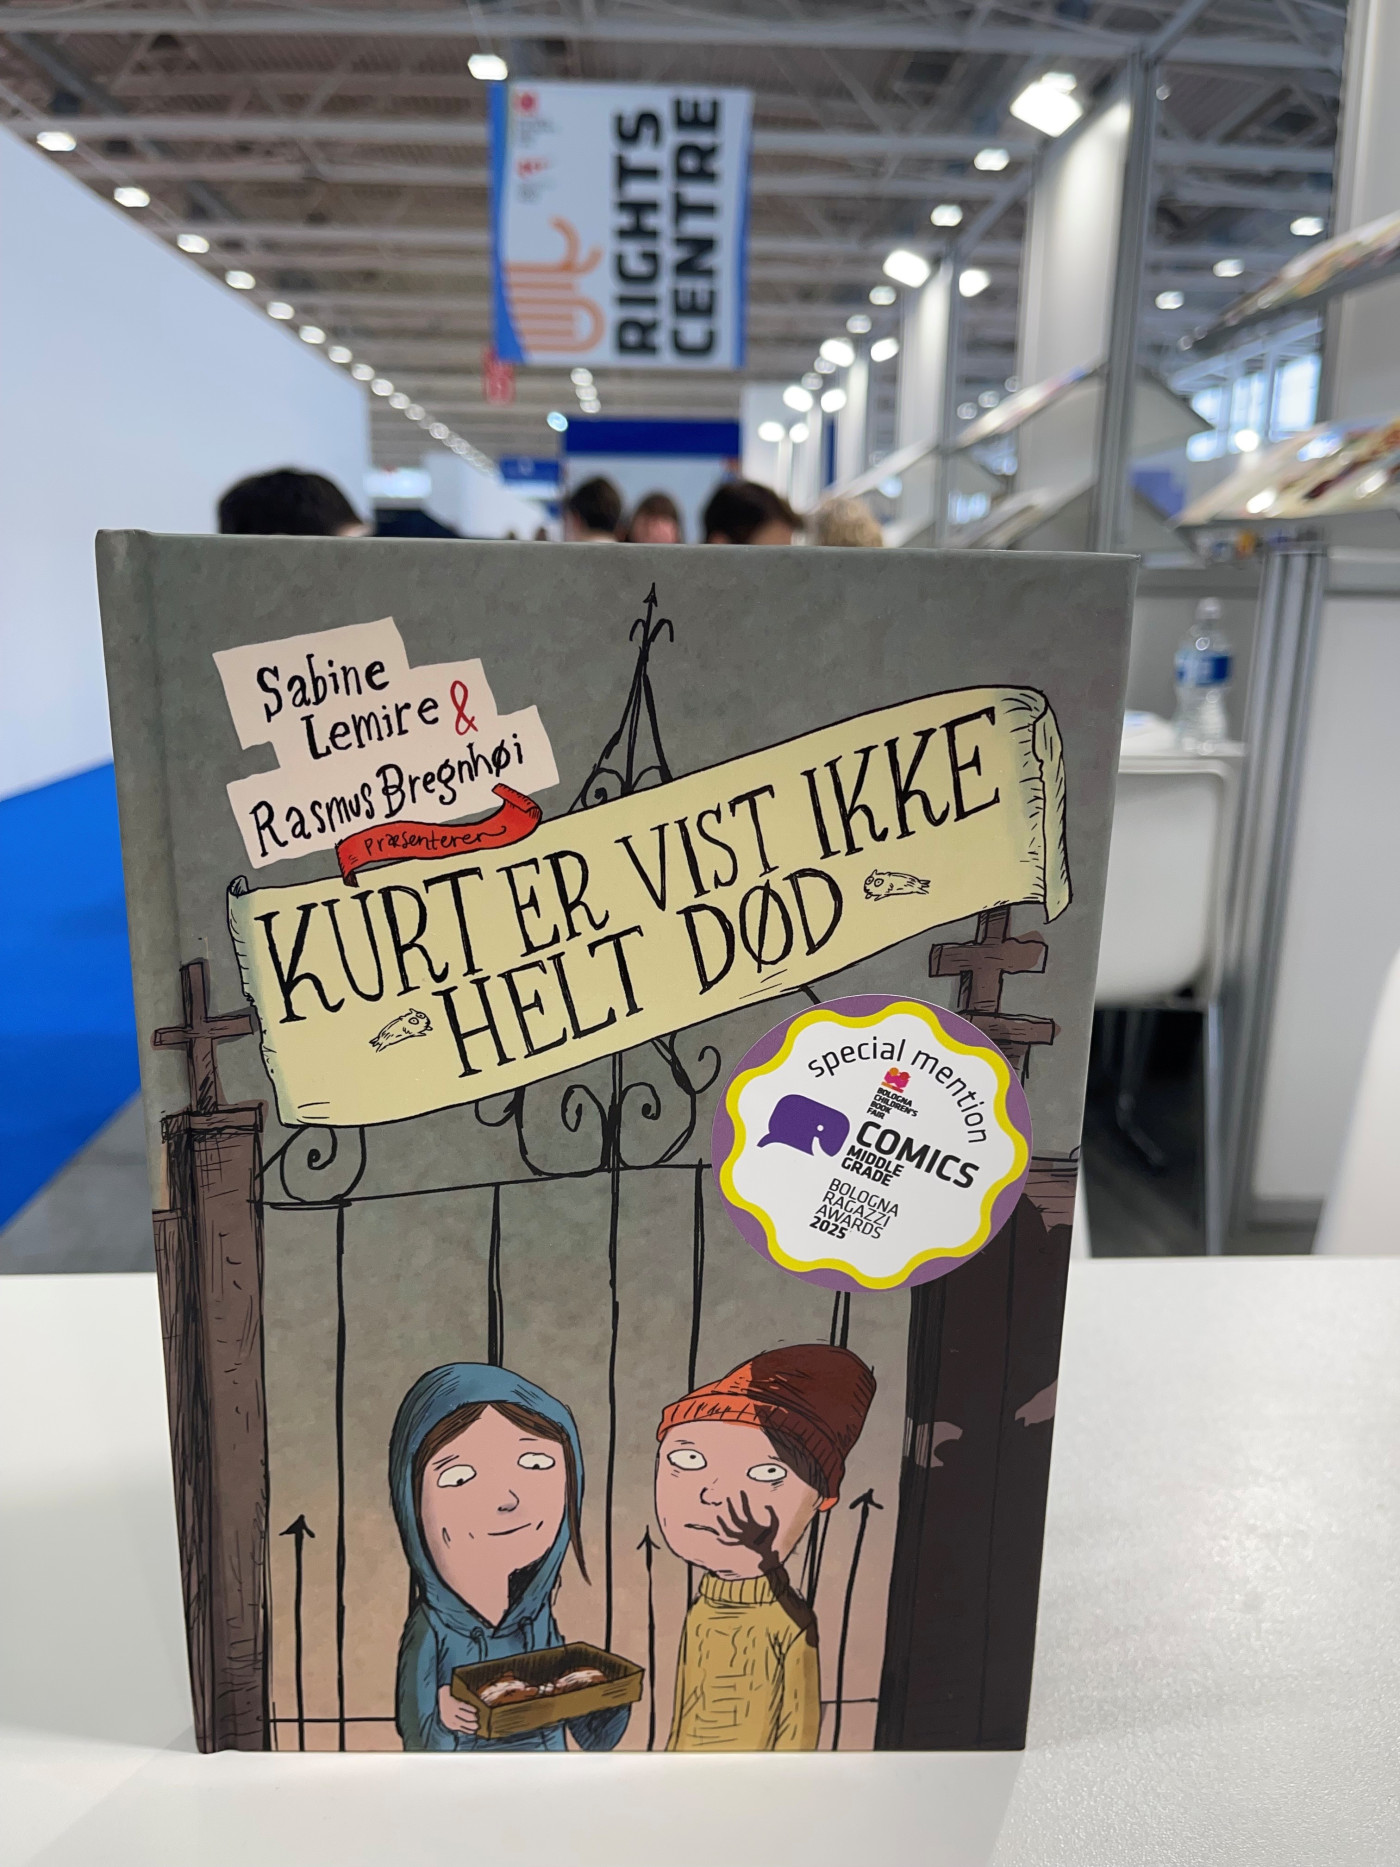 RIGHTS
CENTRE
Sabine
Lemire &
Rasmus Bregnhøi
Præsenterer
KURT ER VIST IKKE
HELT DØD
special mention
BOLOGNA
CHILDREN'S
BOOK
FAIR
COMICS
MIDDLE
GRADE
BOLOGNA
RAGAZZI
AWARDS
2025